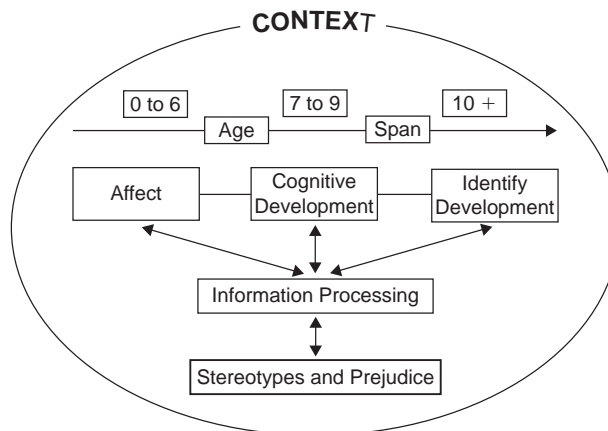 CONTEXT
0 to 6
7 to 9
10 +
Age
Span
Affect
Cognitive
Development
Identify
Development
Information Processing
Stereotypes and Prejudice